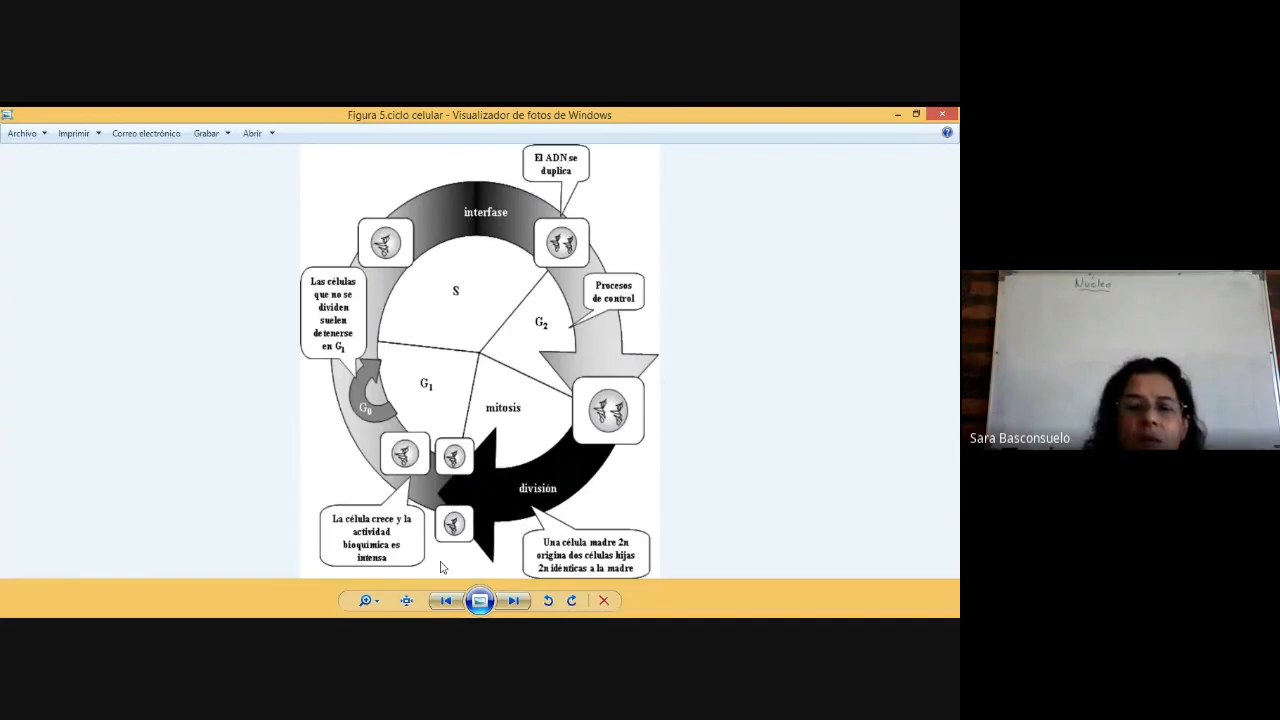 Figura 5.ciclo celular - Visualizador de fotos de Windows
Archivo Imprimir Correo electrónico Grabar Abrir
El ADN se
duplica
interfase
Las células
que no se
dividen
suelen
detenerse
en G₁
S
Procesos
de control
G₂
G₁
G₀
mitosis
división
La célula crece y la
actividad
bioquímica es
intensa
Una célula madre 2n
origina dos células hijas
2n idénticas a la madre
Núcleo
Sara Basconsuelo